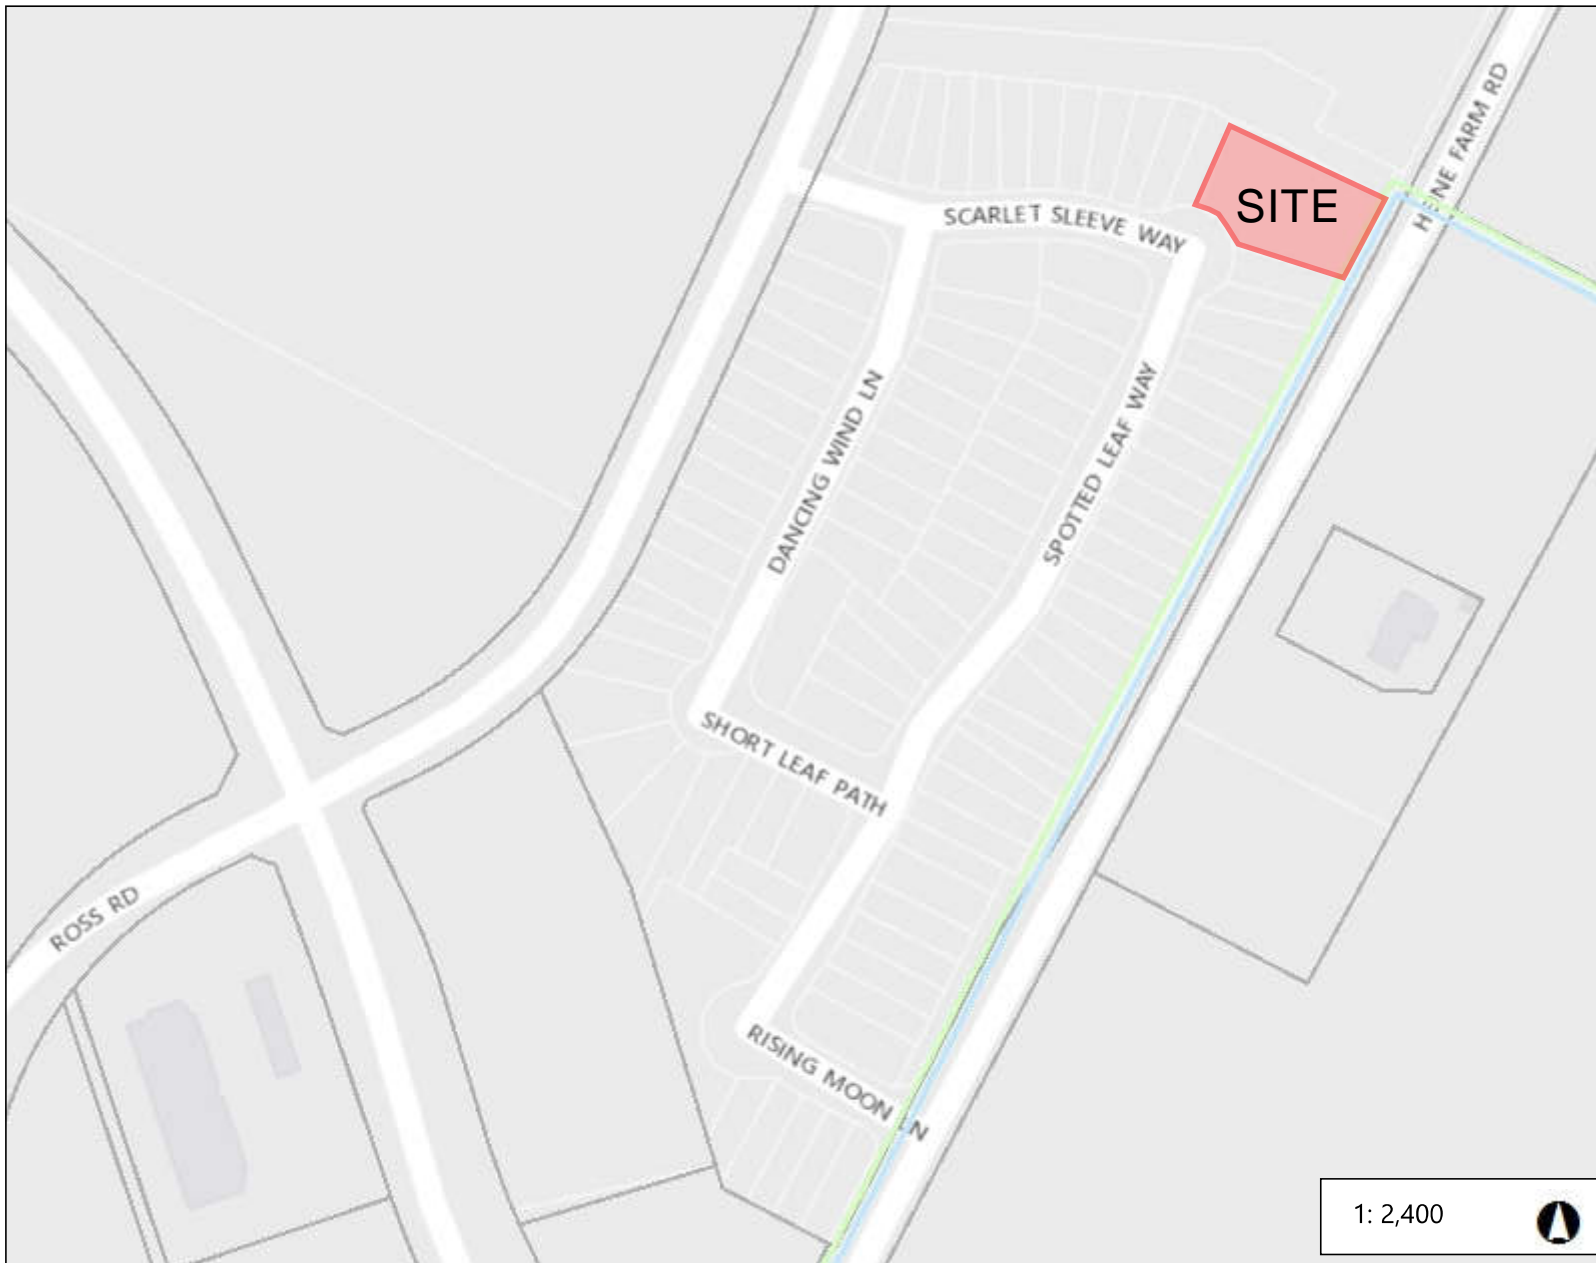 HEINE FARM RD
SITE
SCARLET SLEEVE WAY
DANCING WIND LN
SPOTTED LEAF WAY
SHORT LEAF PATH
ROSS RD
RISING MOON LN
1: 2,400